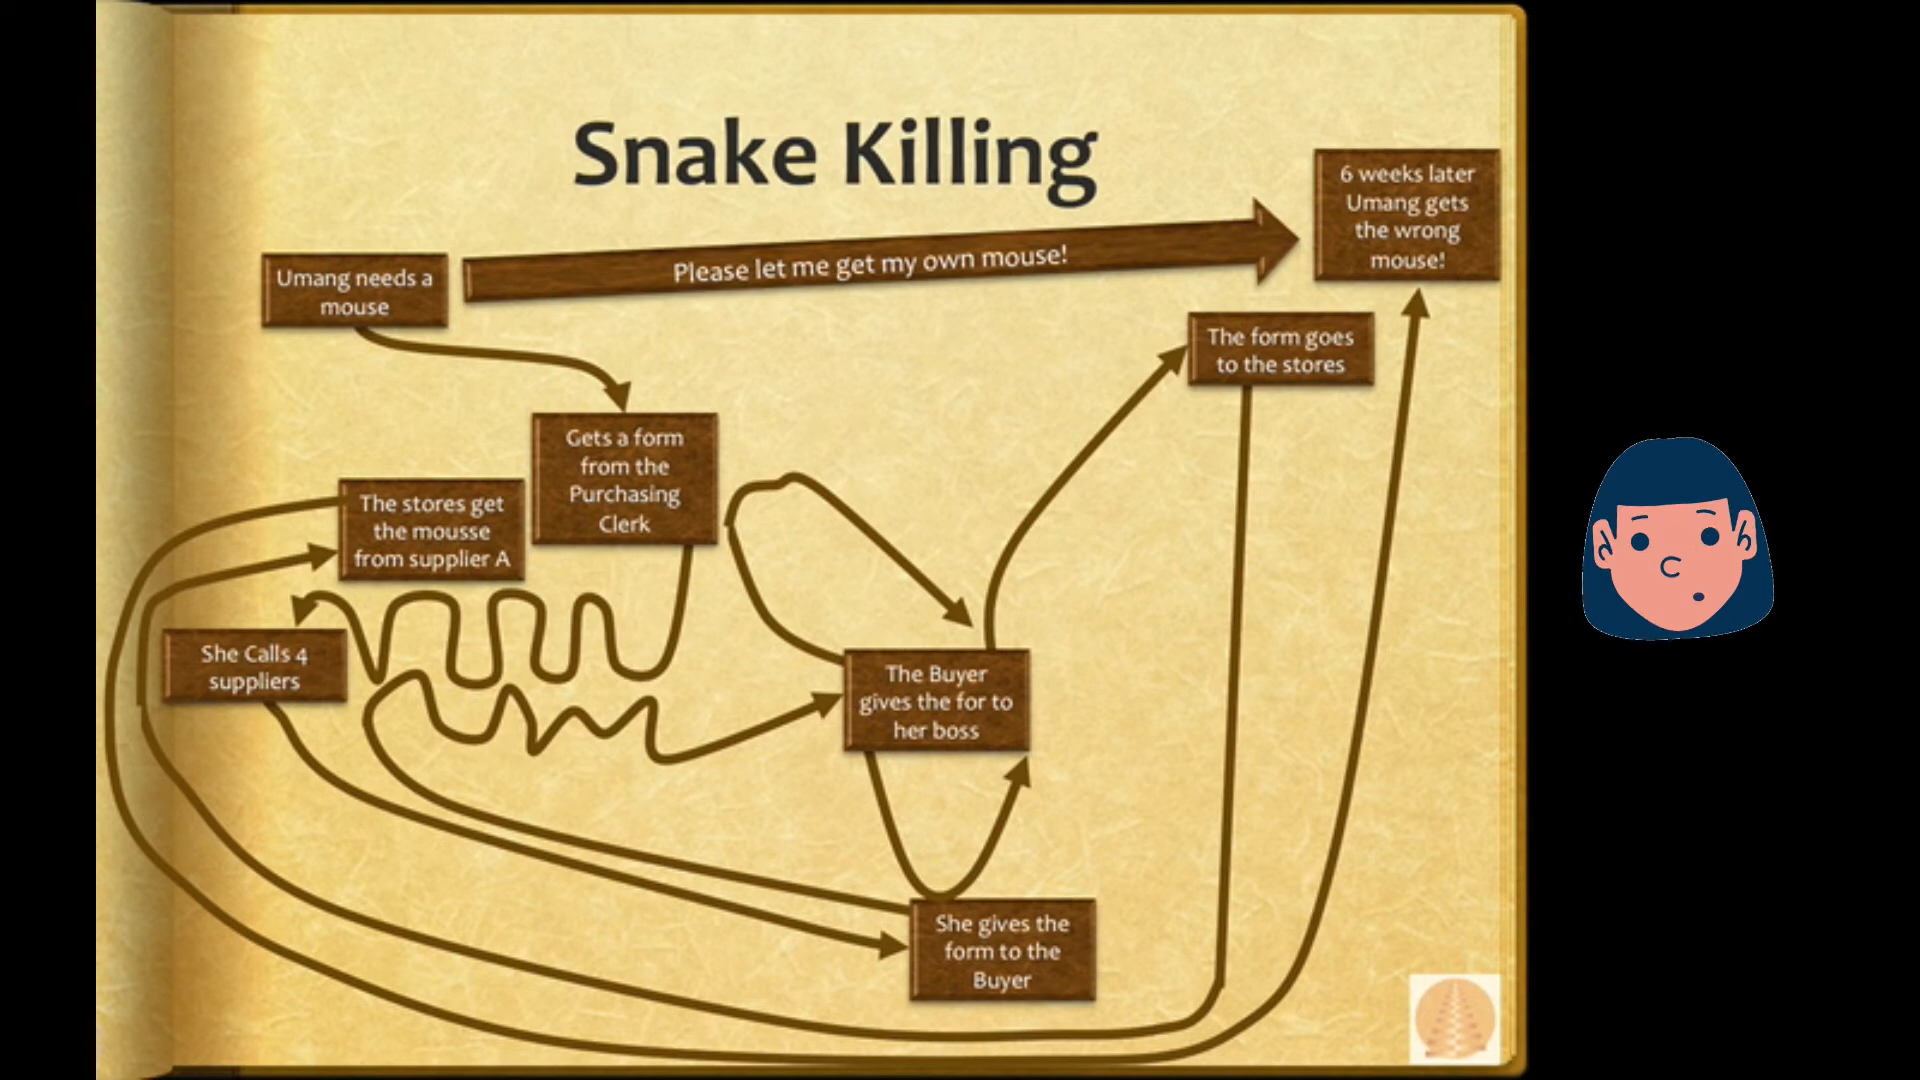 Snake Killing
6 weeks later
Umang gets
the wrong
mouse!
Please let me get my own mouse!
Umang needs a
mouse
The form goes
to the stores
Gets a form
from the
Purchasing
Clerk
The stores get
the mousse
from supplier A
She Calls 4
suppliers
The Buyer
gives the for to
her boss
She gives the
form to the
Buyer